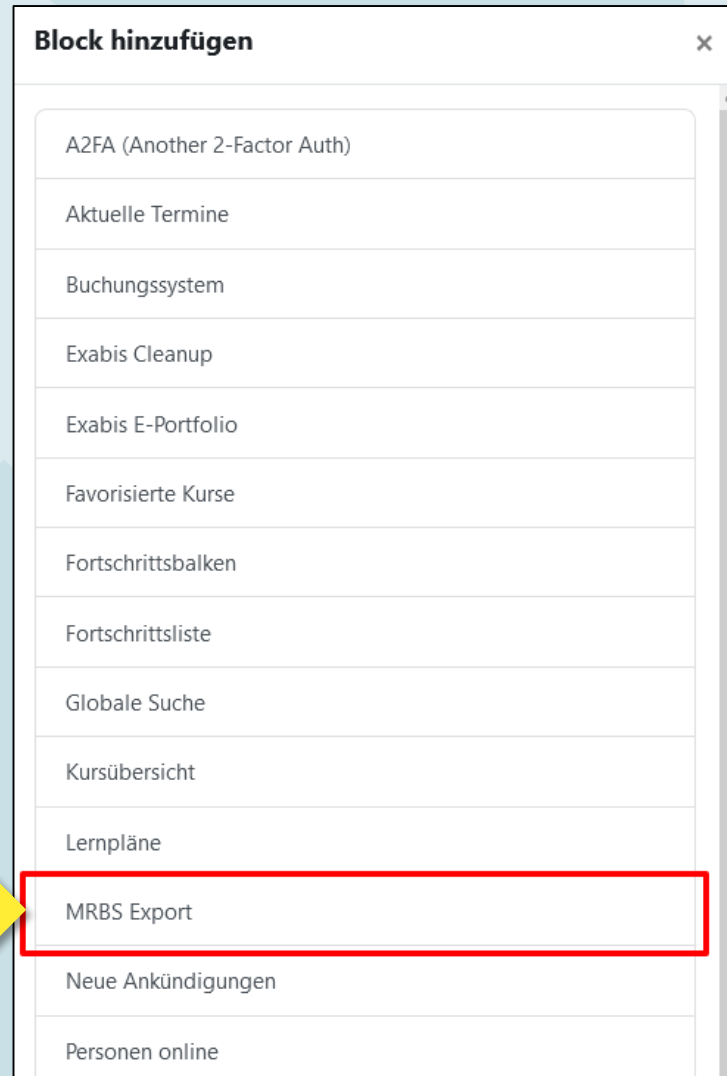 Block hinzufügen
×
A2FA (Another 2-Factor Auth)
Aktuelle Termine
Buchungssystem
Exabis Cleanup
Exabis E-Portfolio
Favorisierte Kurse
Fortschrittsbalken
Fortschrittsliste
Globale Suche
Kursübersicht
Lernpläne
MRBS Export
Neue Ankündigungen
Personen online